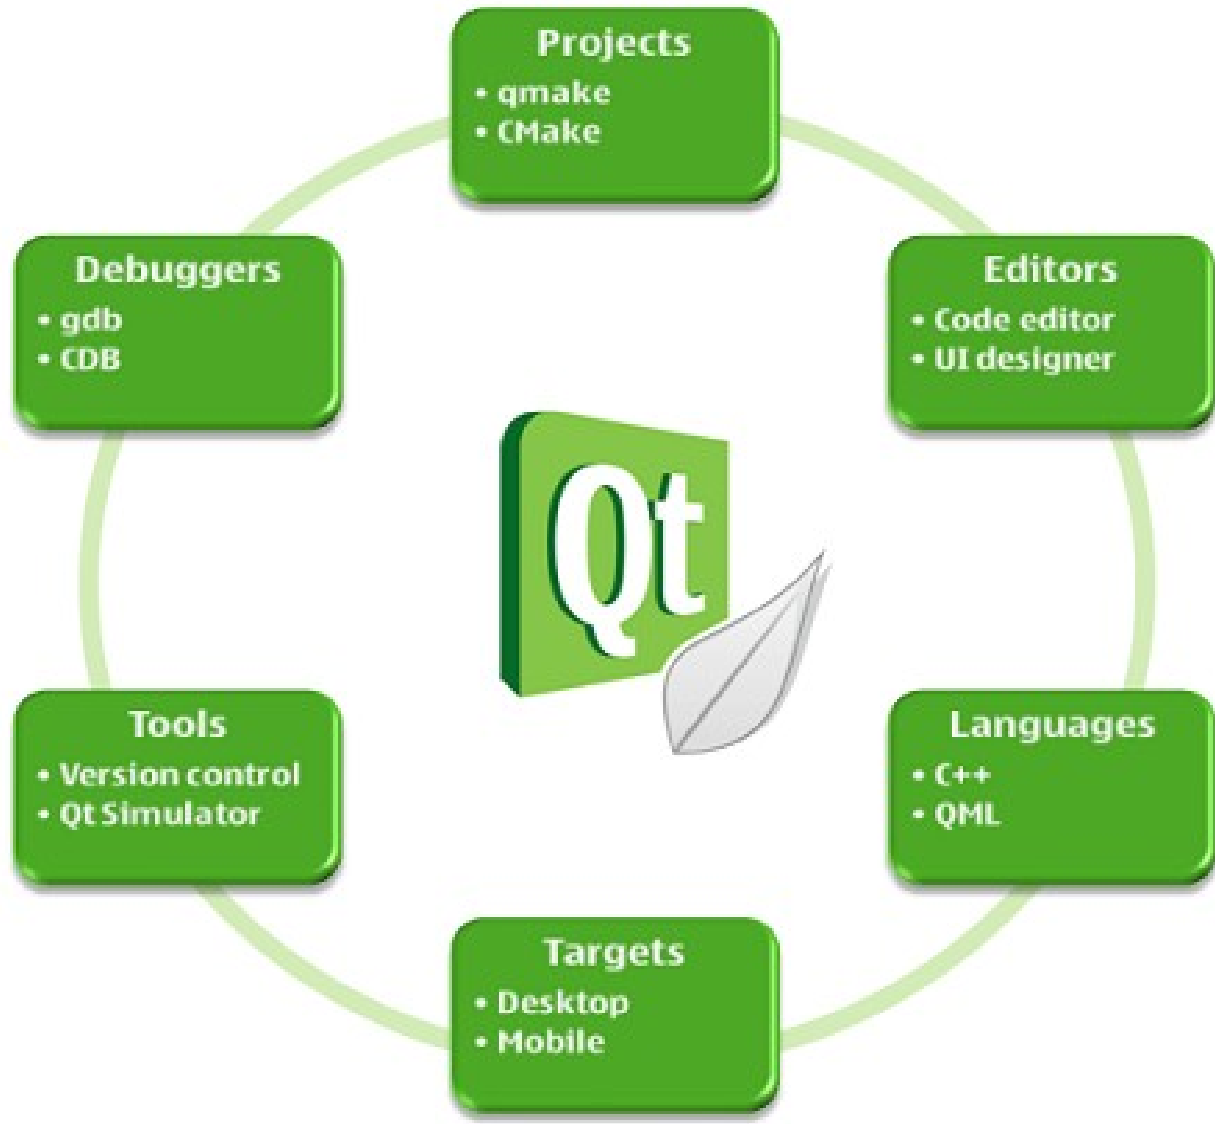 Projects
• qmake
• CMake
Debuggers
• gdb
• CDB
Editors
• Code editor
• UI designer
Qt
Tools
• Version control
• Qt Simulator
Languages
• C++
• QML
Targets
• Desktop
• Mobile